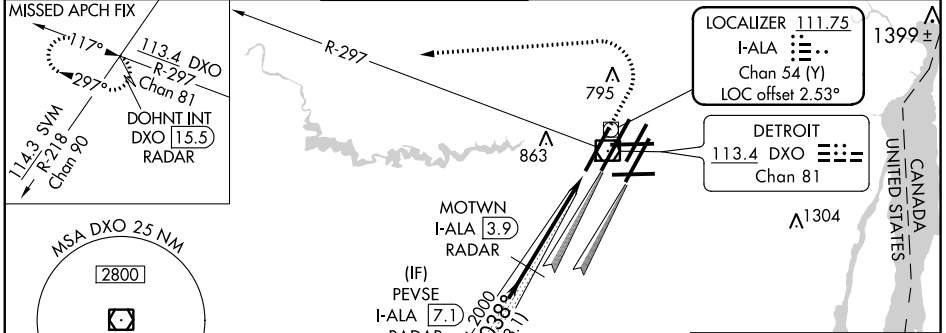 MISSED APCH FIX
117°
297°
113.4 DXO
R-297
Chan 81
114.3 SVM
R-218
Chan 90
DOHNT INT
DXO 15.5
RADAR
R-297
795
863
LOCALIZER 111.75
I-ALA
Chan 54 (Y)
LOC offset 2.53°
1399 ±
DETROIT
113.4 DXO
Chan 81
CANADA
UNITED STATES
1304
MOTWN
I-ALA 3.9
RADAR
(IF)
PEVSE
I-ALA 7.1
RADAR
2000
038°
MSA DXO 25 NM
2800